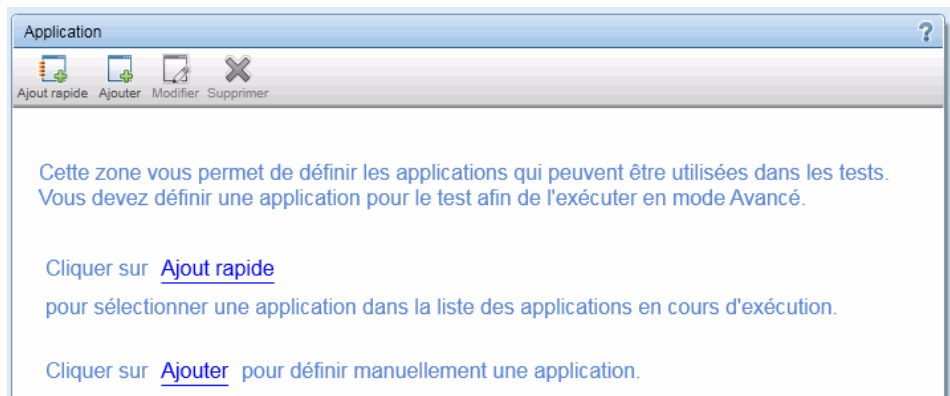 Application ?
Ajout rapide Ajouter Modifier Supprimer
Cette zone vous permet de définir les applications qui peuvent être utilisées dans les tests.
Vous devez définir une application pour le test afin de l'exécuter en mode Avancé.
Cliquer sur Ajout rapide
pour sélectionner une application dans la liste des applications en cours d'exécution.
Cliquer sur Ajouter pour définir manuellement une application.